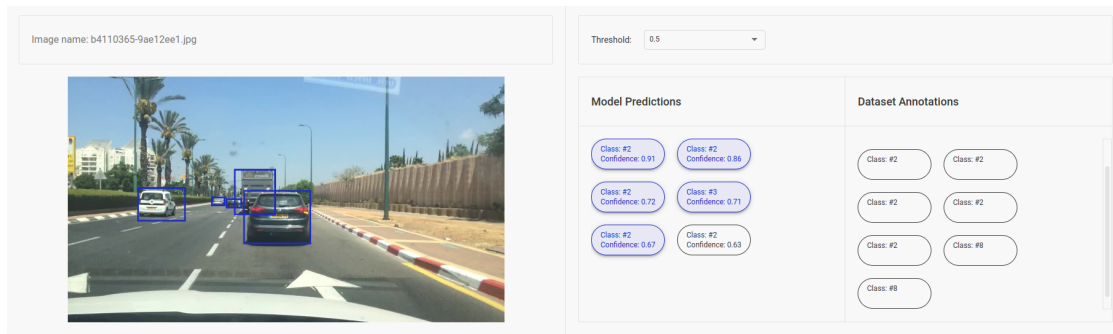 Image name: b4110365-9ae12ee1.jpg
Threshold:
0.5
Model Predictions
Class: #2
Confidence: 0.91
Class: #2
Confidence: 0.86
Class: #2
Confidence: 0.72
Class: #3
Confidence: 0.71
Class: #2
Confidence: 0.67
Class: #2
Confidence: 0.63
Dataset Annotations
Class: #2
Class: #2
Class: #2
Class: #2
Class: #2
Class: #8
Class: #8